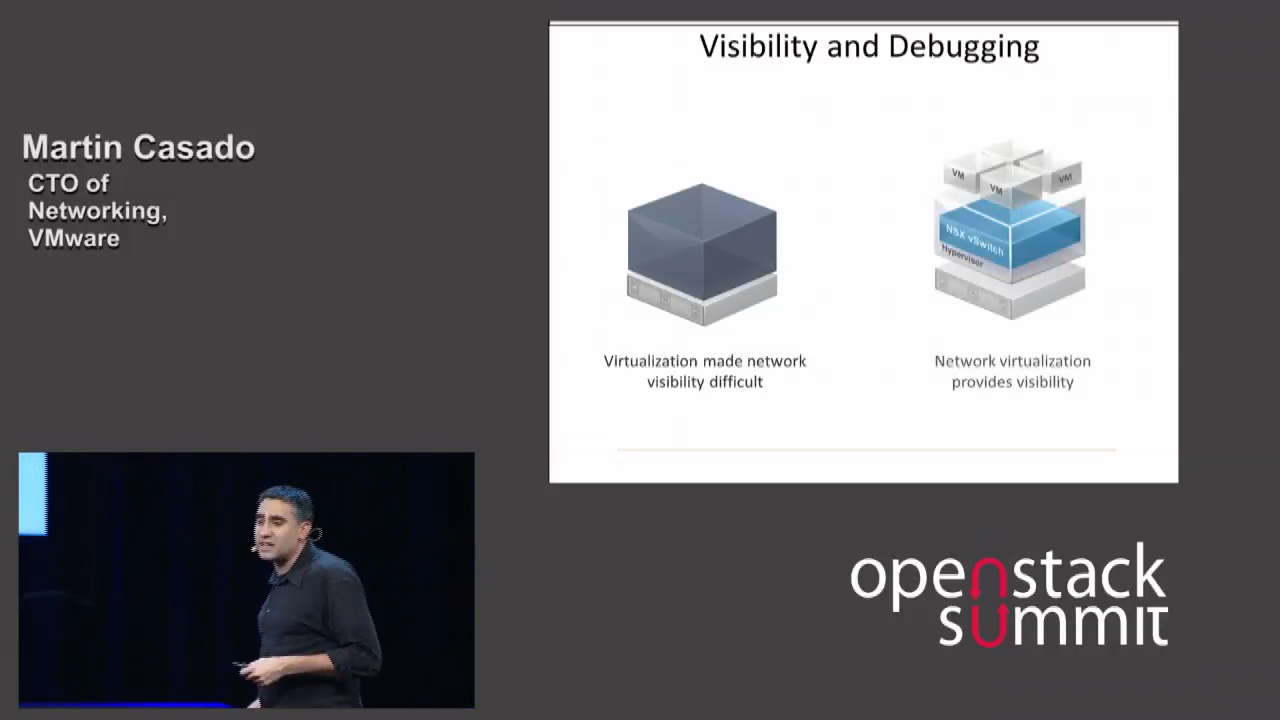 Martin Casado
CTO of
Networking,
VMware
Visibility and Debugging
VM
VM
VM
NSX vSwitch
Hypervisor
Virtualization made network
visibility difficult
Network virtualization
provides visibility
openstack
summit